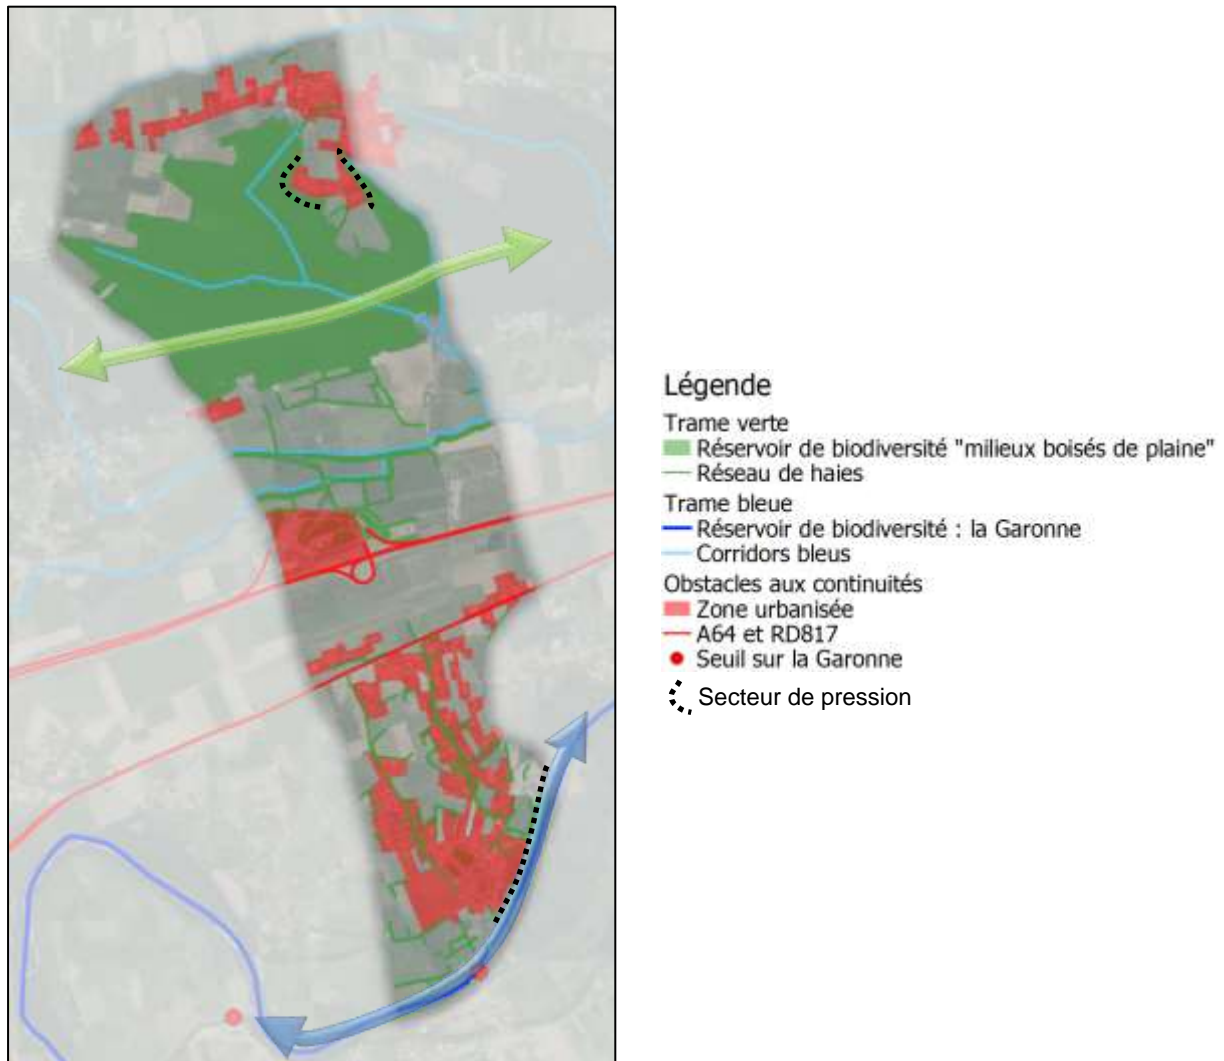 Légende
Trame verte
Réservoir de biodiversité "milieux boisés de plaine"
Réseau de haies
Trame bleue
Réservoir de biodiversité : la Garonne
Corridors bleus
Obstacles aux continuités
Zone urbanisée
A64 et RD817
Seuil sur la Garonne
Secteur de pression